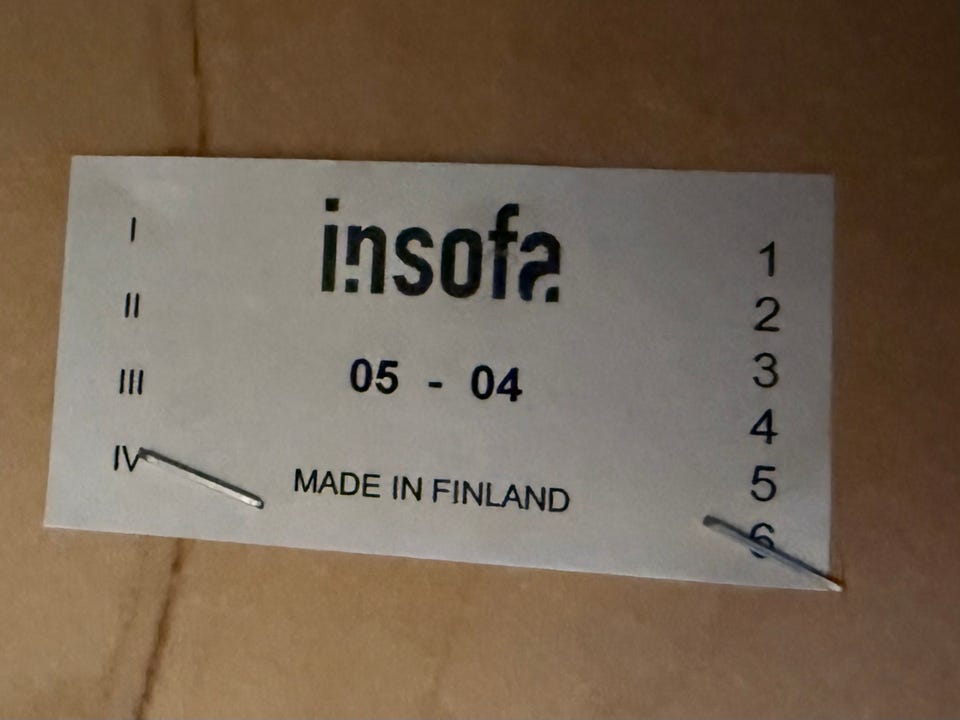 I
II
III
IV
insofa
05 - 04
MADE IN FINLAND
1
2
3
4
5
6